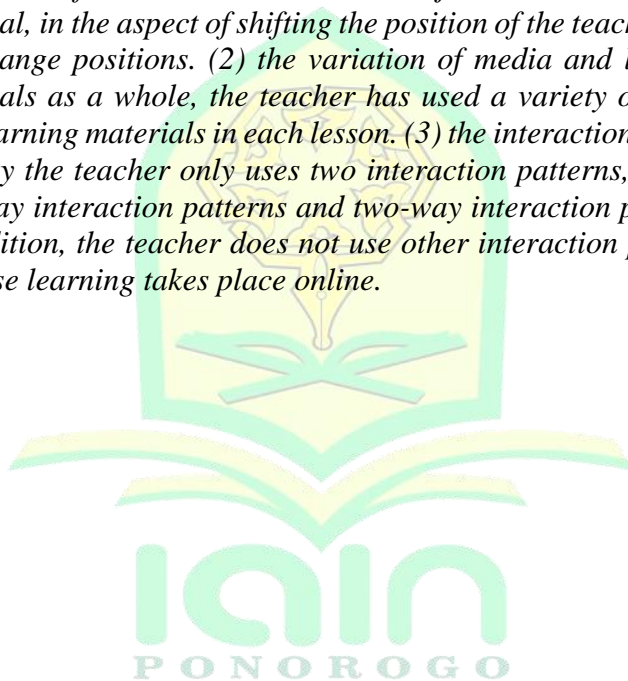 al, in the aspect of shifting the position of the teac
ange positions. (2) the variation of media and l
als as a whole, the teacher has used a variety o
arning materials in each lesson. (3) the interaction
y the teacher only uses two interaction patterns,
ay interaction patterns and two-way interaction p
dition, the teacher does not use other interaction p
se learning takes place online.
iain
PONOROGO